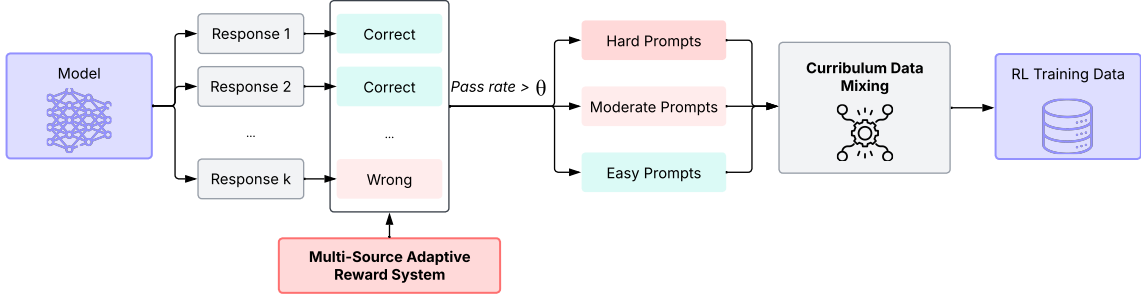 Model
Response 1
Correct
Response 2
Correct
...
...
Response k
Wrong
Multi-Source Adaptive
Reward System
Pass rate > θ
Hard Prompts
Moderate Prompts
Easy Prompts
Curribulum Data
Mixing
RL Training Data